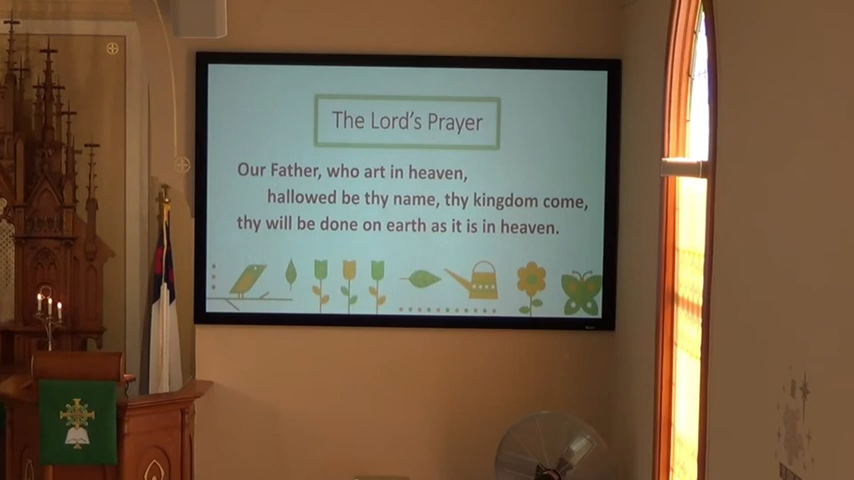 The Lord's Prayer
Our Father, who art in heaven,
hallowed be thy name, thy kingdom come,
thy will be done on earth as it is in heaven.